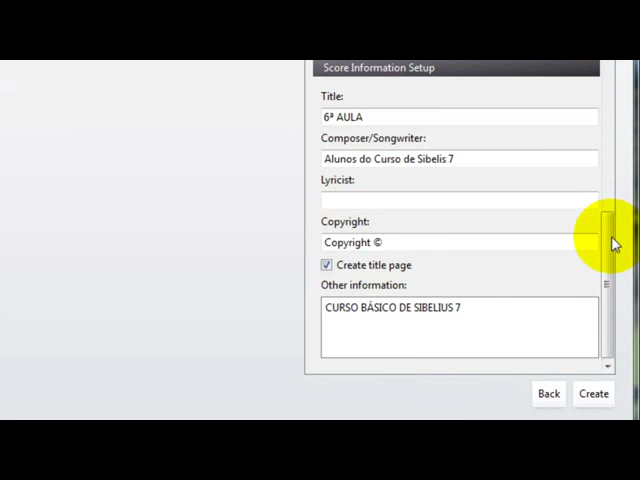 Score Information Setup
Title:
6ª AULA
Composer/Songwriter:
Alunos do Curso de Sibelis 7
Lyricist:
Copyright:
Copyright ©
Create title page
Other information:
CURSO BÁSICO DE SIBELIUS 7
Back Create